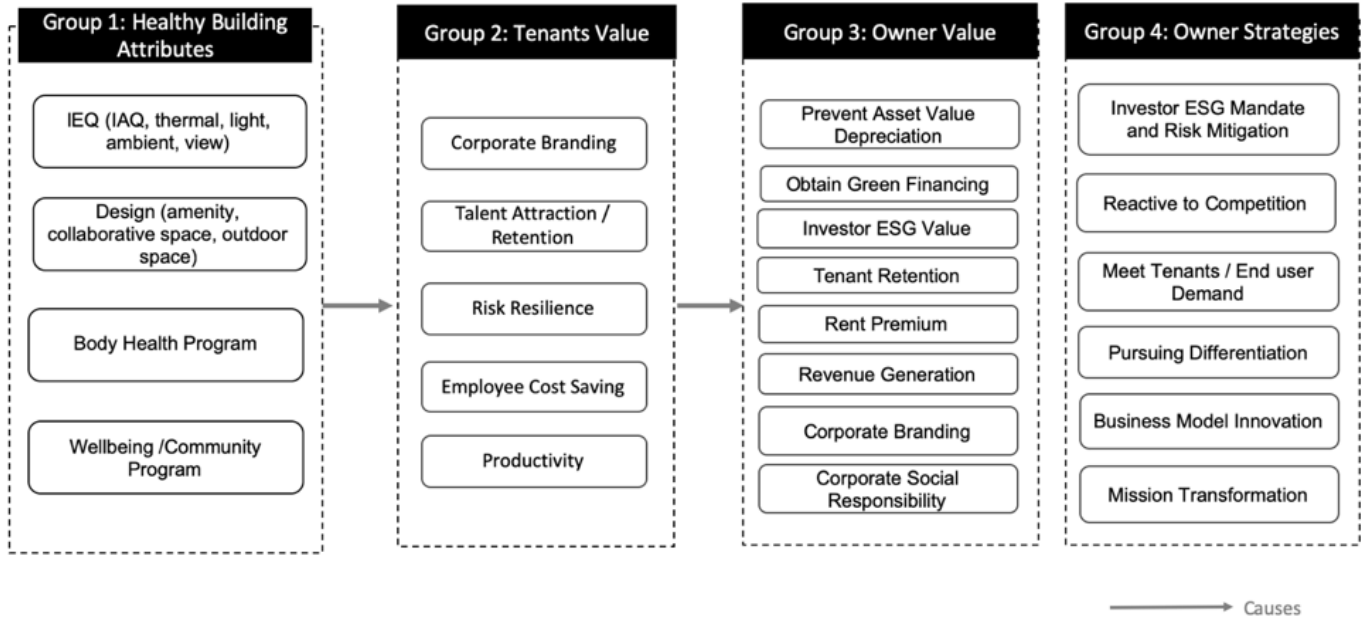 Group 1: Healthy Building
Attributes
IEQ (IAQ, thermal, light,
ambient, view)
Design (amenity,
collaborative space, outdoor
space)
Body Health Program
Wellbeing /Community
Program
Group 2: Tenants Value
Corporate Branding
Talent Attraction /
Retention
Risk Resilience
Employee Cost Saving
Productivity
Group 3: Owner Value
Prevent Asset Value
Depreciation
Obtain Green Financing
Investor ESG Value
Tenant Retention
Rent Premium
Revenue Generation
Corporate Branding
Corporate Social
Responsibility
Group 4: Owner Strategies
Investor ESG Mandate
and Risk Mitigation
Reactive to Competition
Meet Tenants / End user
Demand
Pursuing Differentiation
Business Model Innovation
Mission Transformation
Causes